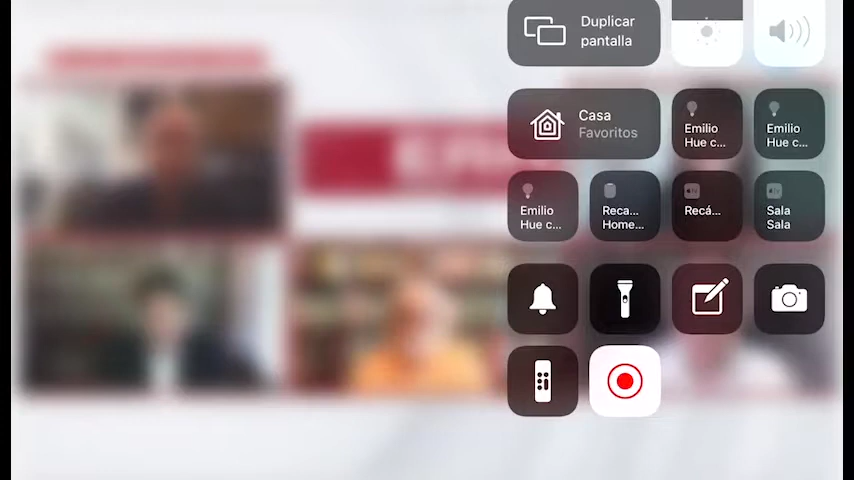 Duplicar
pantalla
Casa
Favoritos
Emilio
Hue c...
Emilio
Hue c...
Emilio
Hue c...
Reca...
Home...
Recá...
Sala
Sala